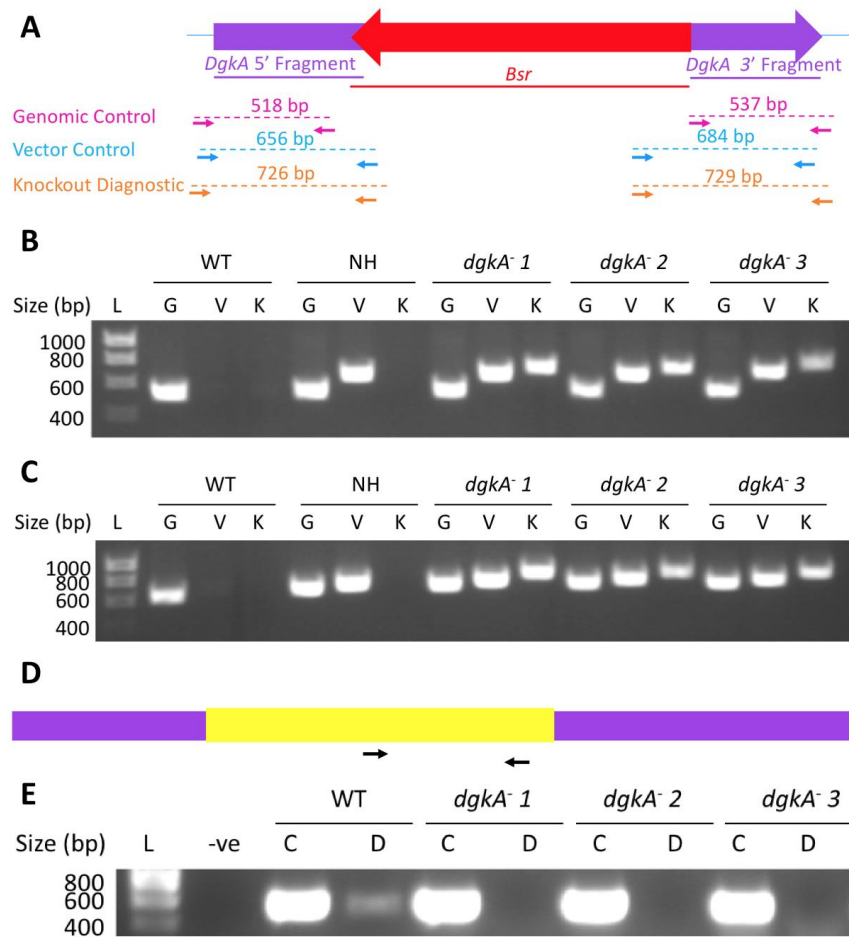 A
DgkA 5' Fragment
Bsr
DgkA 3' Fragment
Genomic Control
518 bp
537 bp
Vector Control
656 bp
684 bp
Knockout Diagnostic
726 bp
729 bp
B
WT NH dgkA- 1 dgkA- 2 dgkA- 3
Size (bp) L G V K G V K G V K G V K G V K
1000
800
600
400
C
WT NH dgkA- 1 dgkA- 2 dgkA- 3
Size (bp) L G V K G V K G V K G V K G V K
1000
800
600
400
D
E
WT dgkA- 1 dgkA- 2 dgkA- 3
Size (bp) L -ve C D C D C D C D
800
600
400